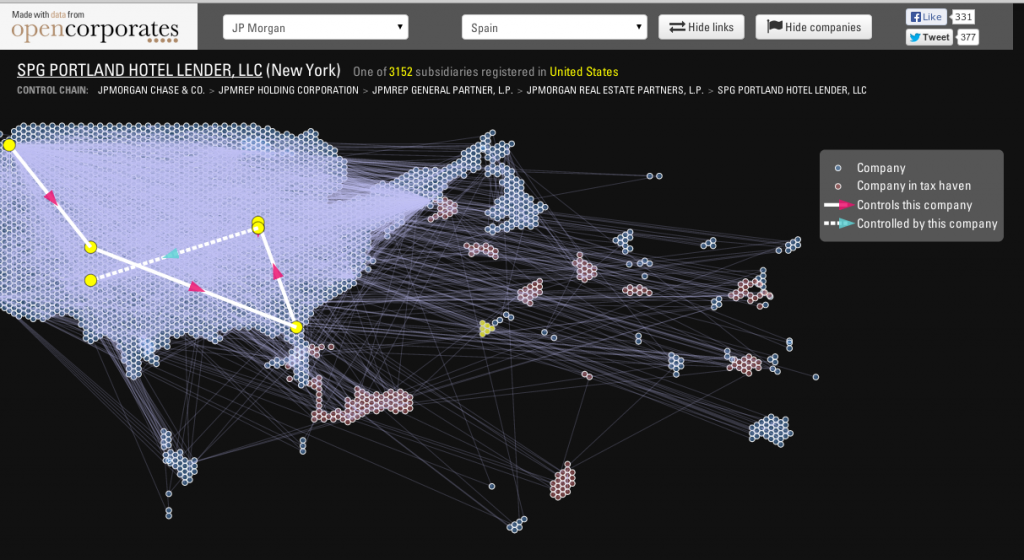 Made with data from
opencorporates
JP Morgan
Spain
Hide links
Hide companies
Like 331
Tweet 377
SPG PORTLAND HOTEL LENDER, LLC (New York) One of 3152 subsidiaries registered in United States
CONTROL CHAIN: JPMORGAN CHASE & CO. > JPMREP HOLDING CORPORATION > JPMREP GENERAL PARTNER, L.P. > JPMORGAN REAL ESTATE PARTNERS, L.P. > SPG PORTLAND HOTEL LENDER, LLC
Company
Company in tax haven
Controls this company
Controlled by this company